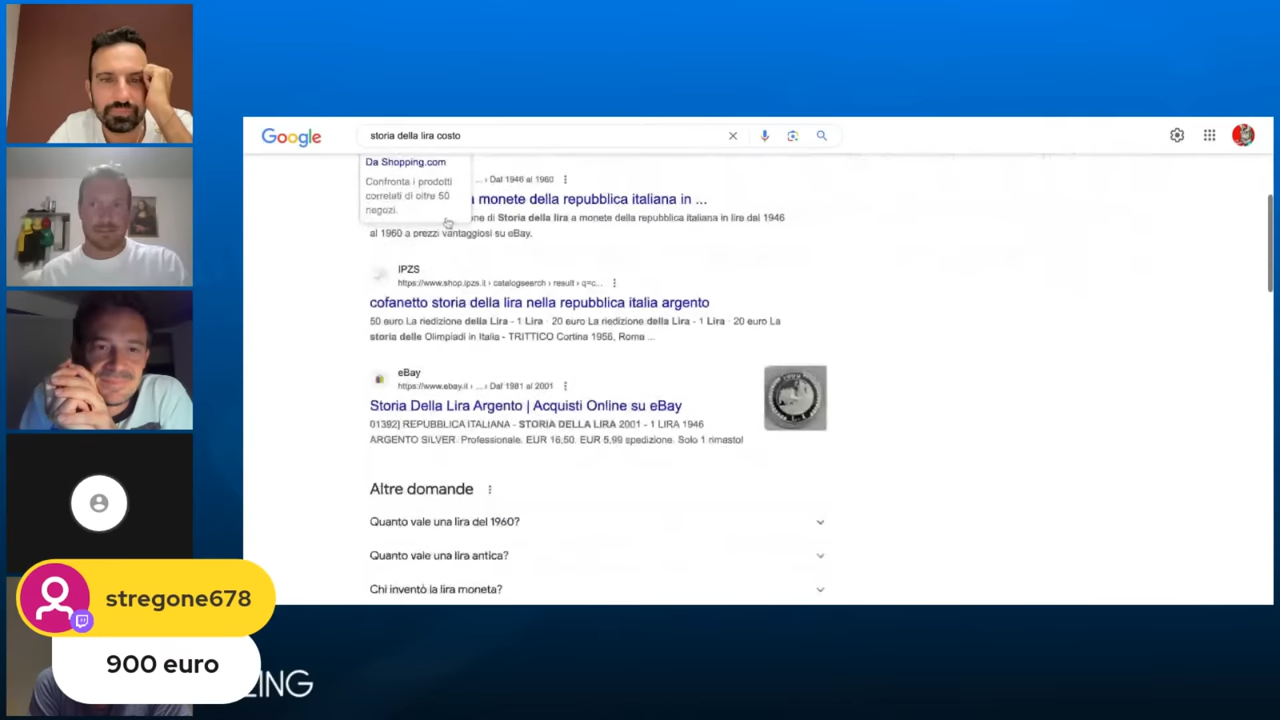 Google
storia della lira costo
Da Shopping.com
Confronta i prodotti
correlati di oltre 50
negozi.
... › Dal 1946 al 1960
monete della repubblica italiana in ...
ne di Storia della lira a monete della repubblica italiana in lire dal 1946
al 1960 a prezzi vantaggiosi su eBay.
IPZS
https://www.shop.ipzs.it › catalogsearch › result › q=c...
cofanetto storia della lira nella repubblica italia argento
50 euro La riedizione della Lira - 1 Lira · 20 euro La riedizione della Lira - 1 Lira · 20 euro La
storia delle Olimpiadi in Italia - TRITTICO Cortina 1956, Roma ...
eBay
https://www.ebay.it › ... › Dal 1981 al 2001
Storia Della Lira Argento | Acquisti Online su eBay
01392] REPUBBLICA ITALIANA - STORIA DELLA LIRA 2001 - 1 LIRA 1946
ARGENTO SILVER. Professionale. EUR 16,50. EUR 5,99 spedizione. Solo 1 rimasto!
Altre domande
Quanto vale una lira del 1960?
Quanto vale una lira antica?
Chi inventò la lira moneta?
stregone678
900 euro
ZING